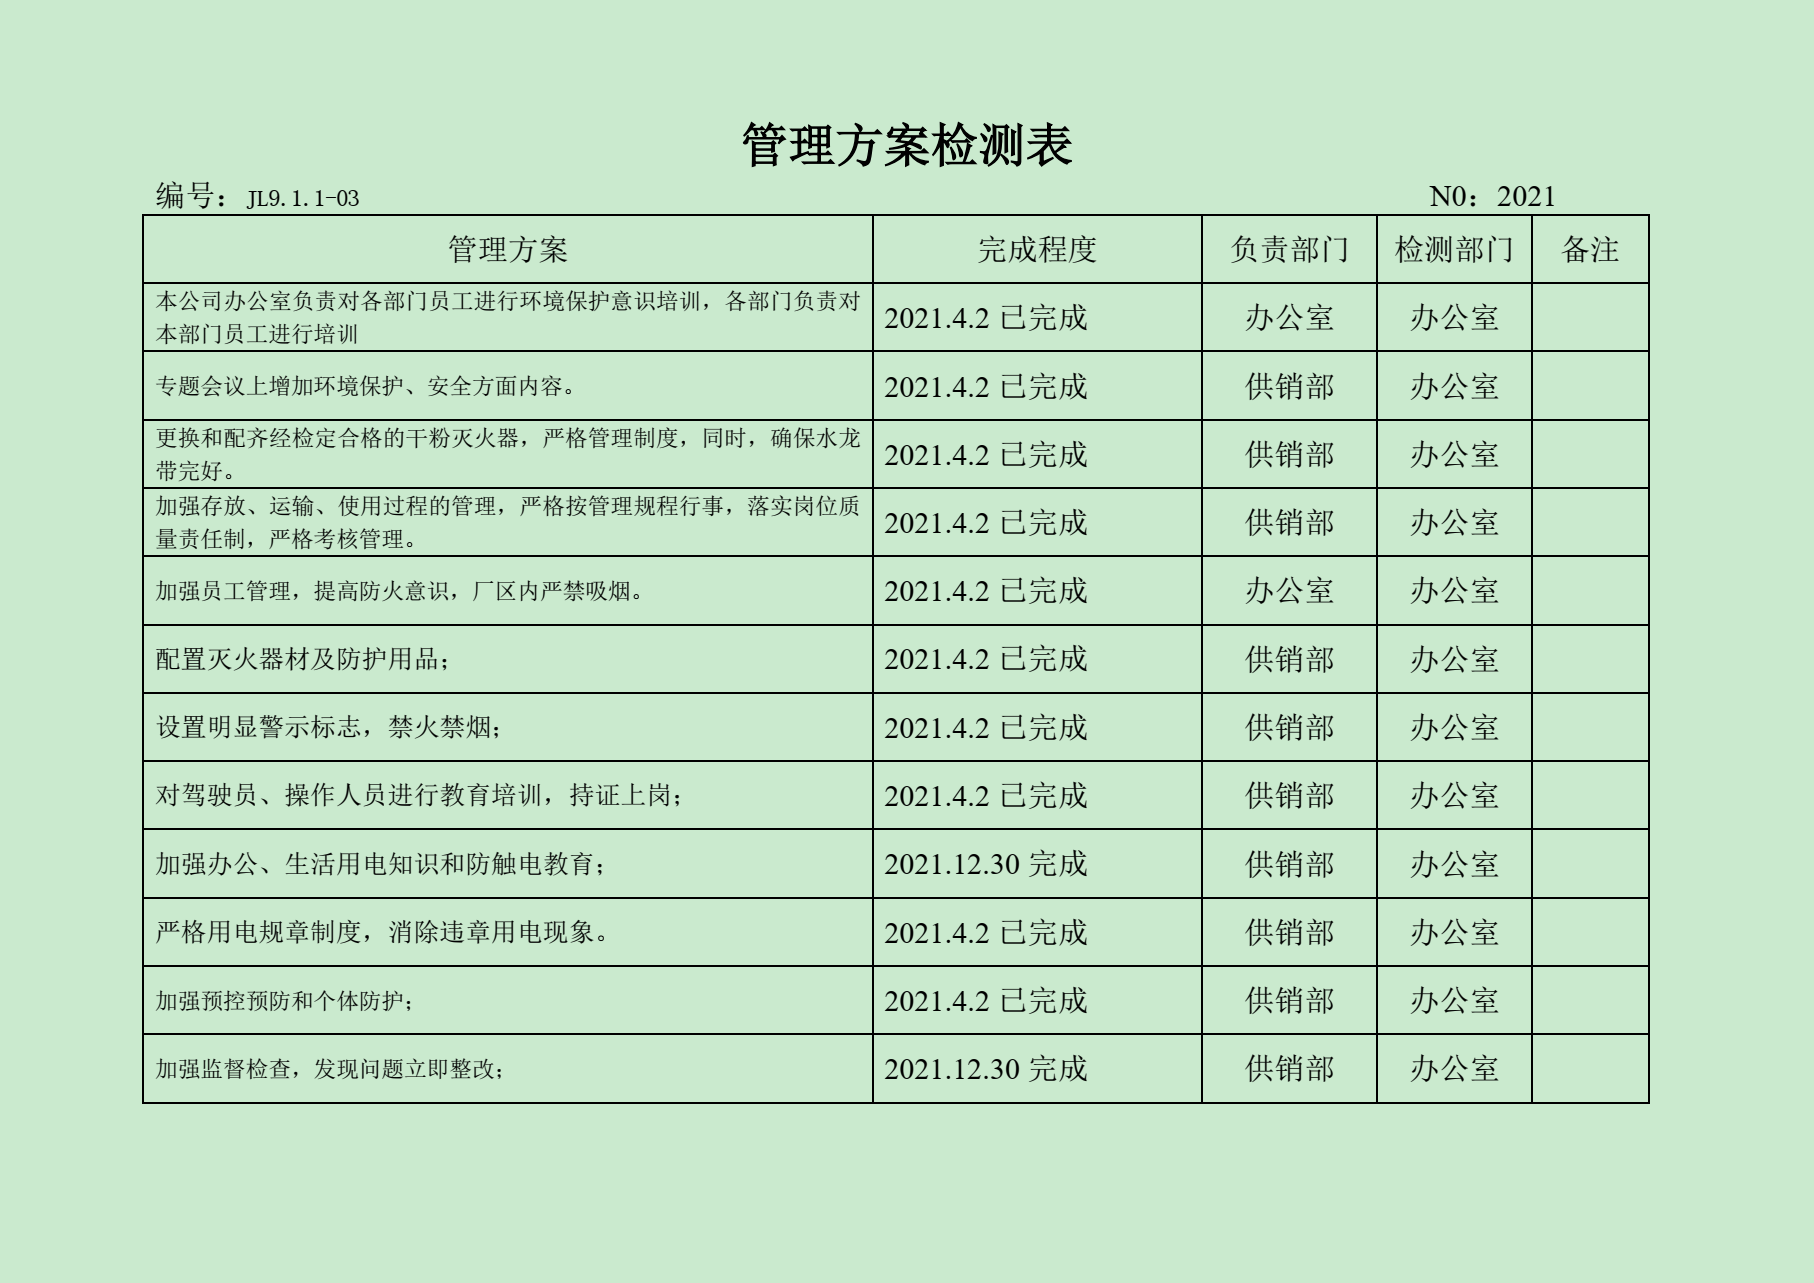 管理方案检测表
编号：JL9.1.1-03 N0：2021
管理方案 完成程度 负责部门 检测部门 备注
本公司办公室负责对各部门员工进行环境保护意识培训，各部门负责对
本部门员工进行培训
2021.4.2 已完成 办公室 办公室
专题会议上增加环境保护、安全方面内容。 2021.4.2 已完成 供销部 办公室
更换和配齐经检定合格的干粉灭火器，严格管理制度，同时，确保水龙
带完好。
2021.4.2 已完成 供销部 办公室
加强存放、运输、使用过程的管理，严格按管理规程行事，落实岗位质
量责任制，严格考核管理。
2021.4.2 已完成 供销部 办公室
加强员工管理，提高防火意识，厂区内严禁吸烟。 2021.4.2 已完成 办公室 办公室
配置灭火器材及防护用品； 2021.4.2 已完成 供销部 办公室
设置明显警示标志，禁火禁烟； 2021.4.2 已完成 供销部 办公室
对驾驶员、操作人员进行教育培训，持证上岗； 2021.4.2 已完成 供销部 办公室
加强办公、生活用电知识和防触电教育； 2021.12.30 完成 供销部 办公室
严格用电规章制度，消除违章用电现象。 2021.4.2 已完成 供销部 办公室
加强预控预防和个体防护； 2021.4.2 已完成 供销部 办公室
加强监督检查，发现问题立即整改； 2021.12.30 完成 供销部 办公室